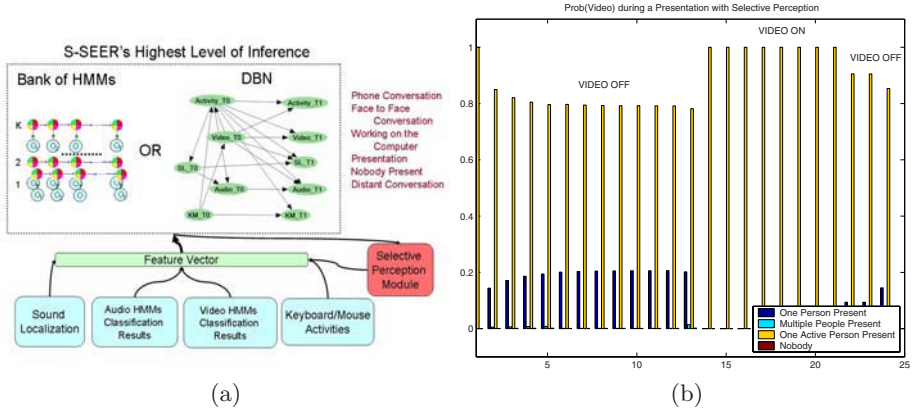 S-SEER's Highest Level of Inference
Bank of HMMs
DBN
K
2
1
OR
Activity_T0
Activity_T1
Video_T0
Video_T1
SL_T0
SL_T1
Audio_T0
Audio_T1
KM_T0
KM_T1
Phone Conversation
Face to Face
Conversation
Working on the
Computer
Presentation
Nobody Present
Distant Conversation
Feature Vector
Selective
Perception
Module
Sound
Localization
Audio HMMs
Classification
Results
Video HMMs
Classification
Results
Keyboard/Mouse
Activities
(a)
Prob(Video) during a Presentation with Selective Perception
VIDEO ON
VIDEO OFF
VIDEO OFF
1
0.8
0.6
0.4
0.2
0
One Person Present
Multiple People Present
One Active Person Present
Nobody
5
10
15
20
25
(b)